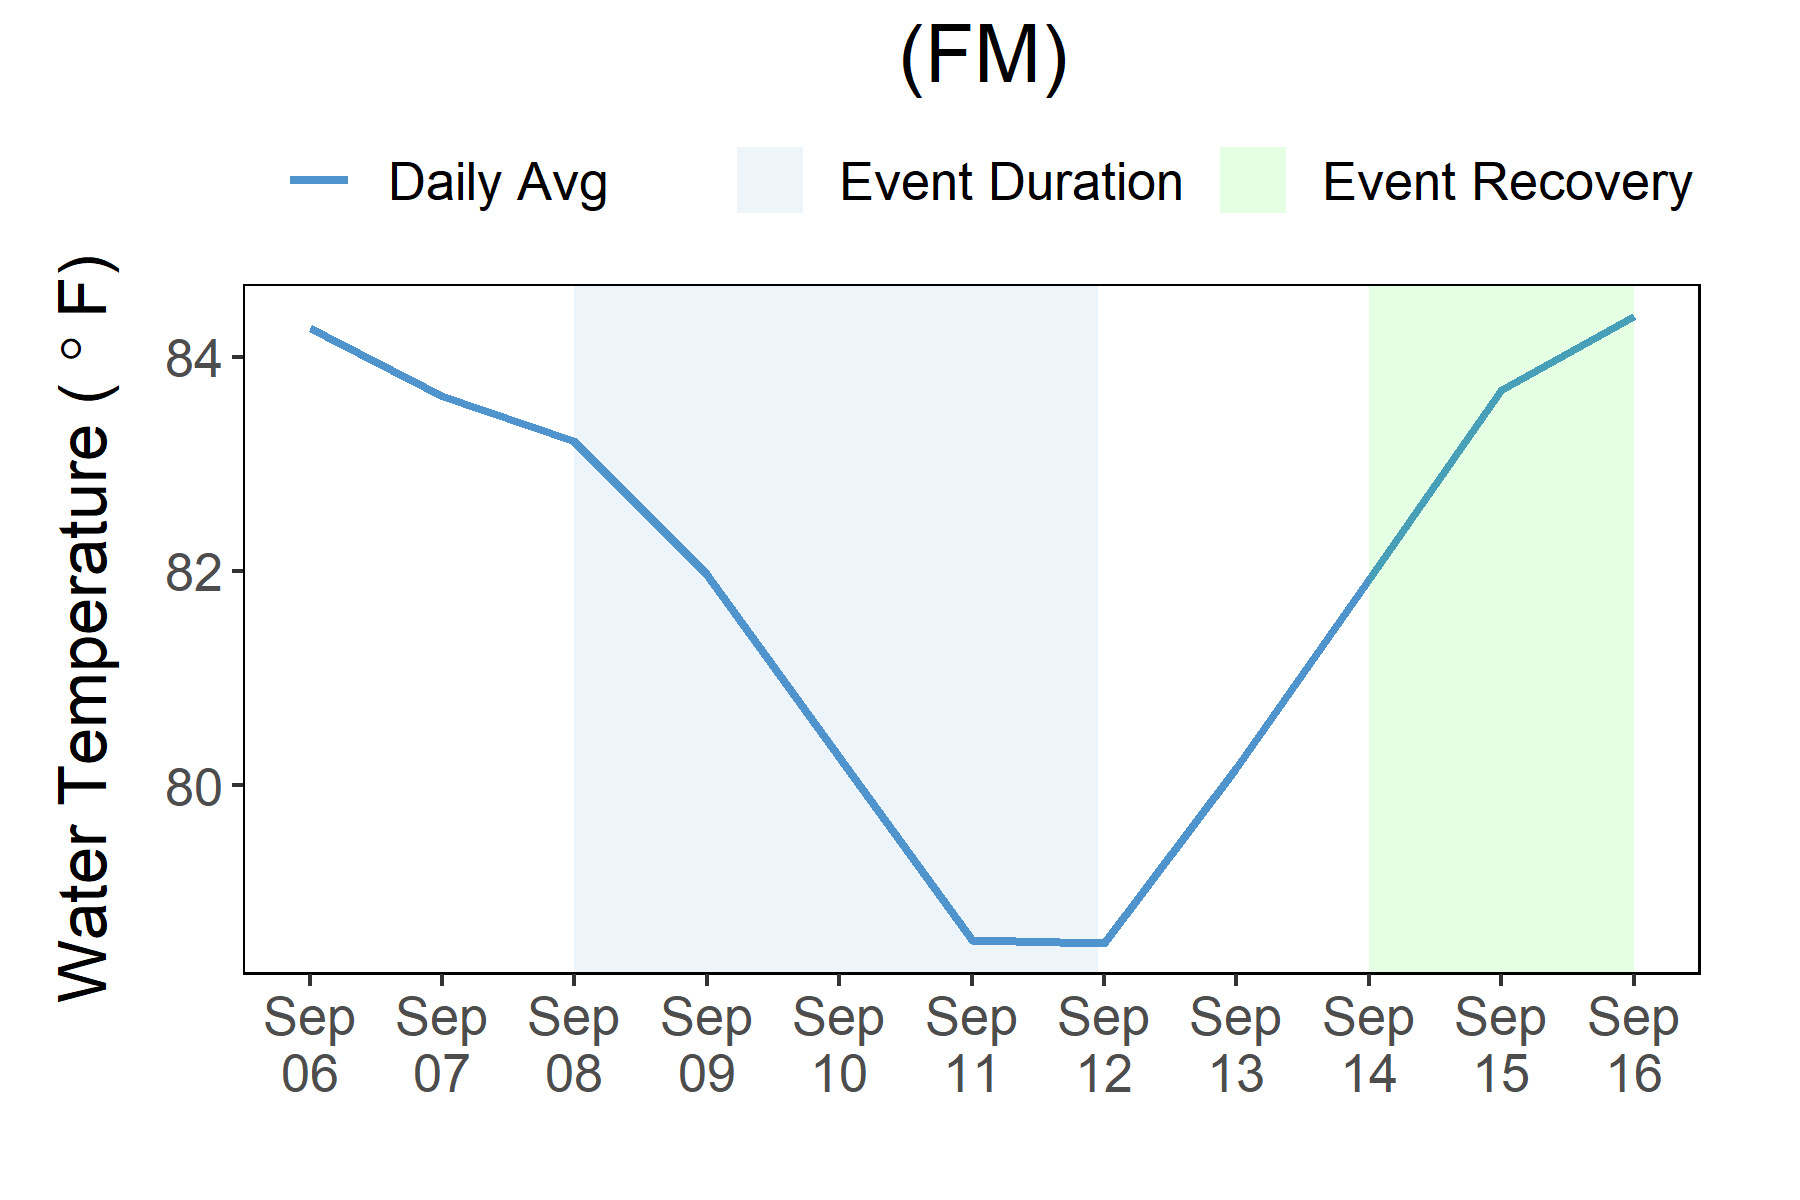 (FM)
Daily Avg Event Duration Event Recovery
Water Temperature ( ° F)
84
82
80
Sep Sep Sep Sep Sep Sep Sep Sep Sep Sep Sep
06 07 08 09 10 11 12 13 14 15 16